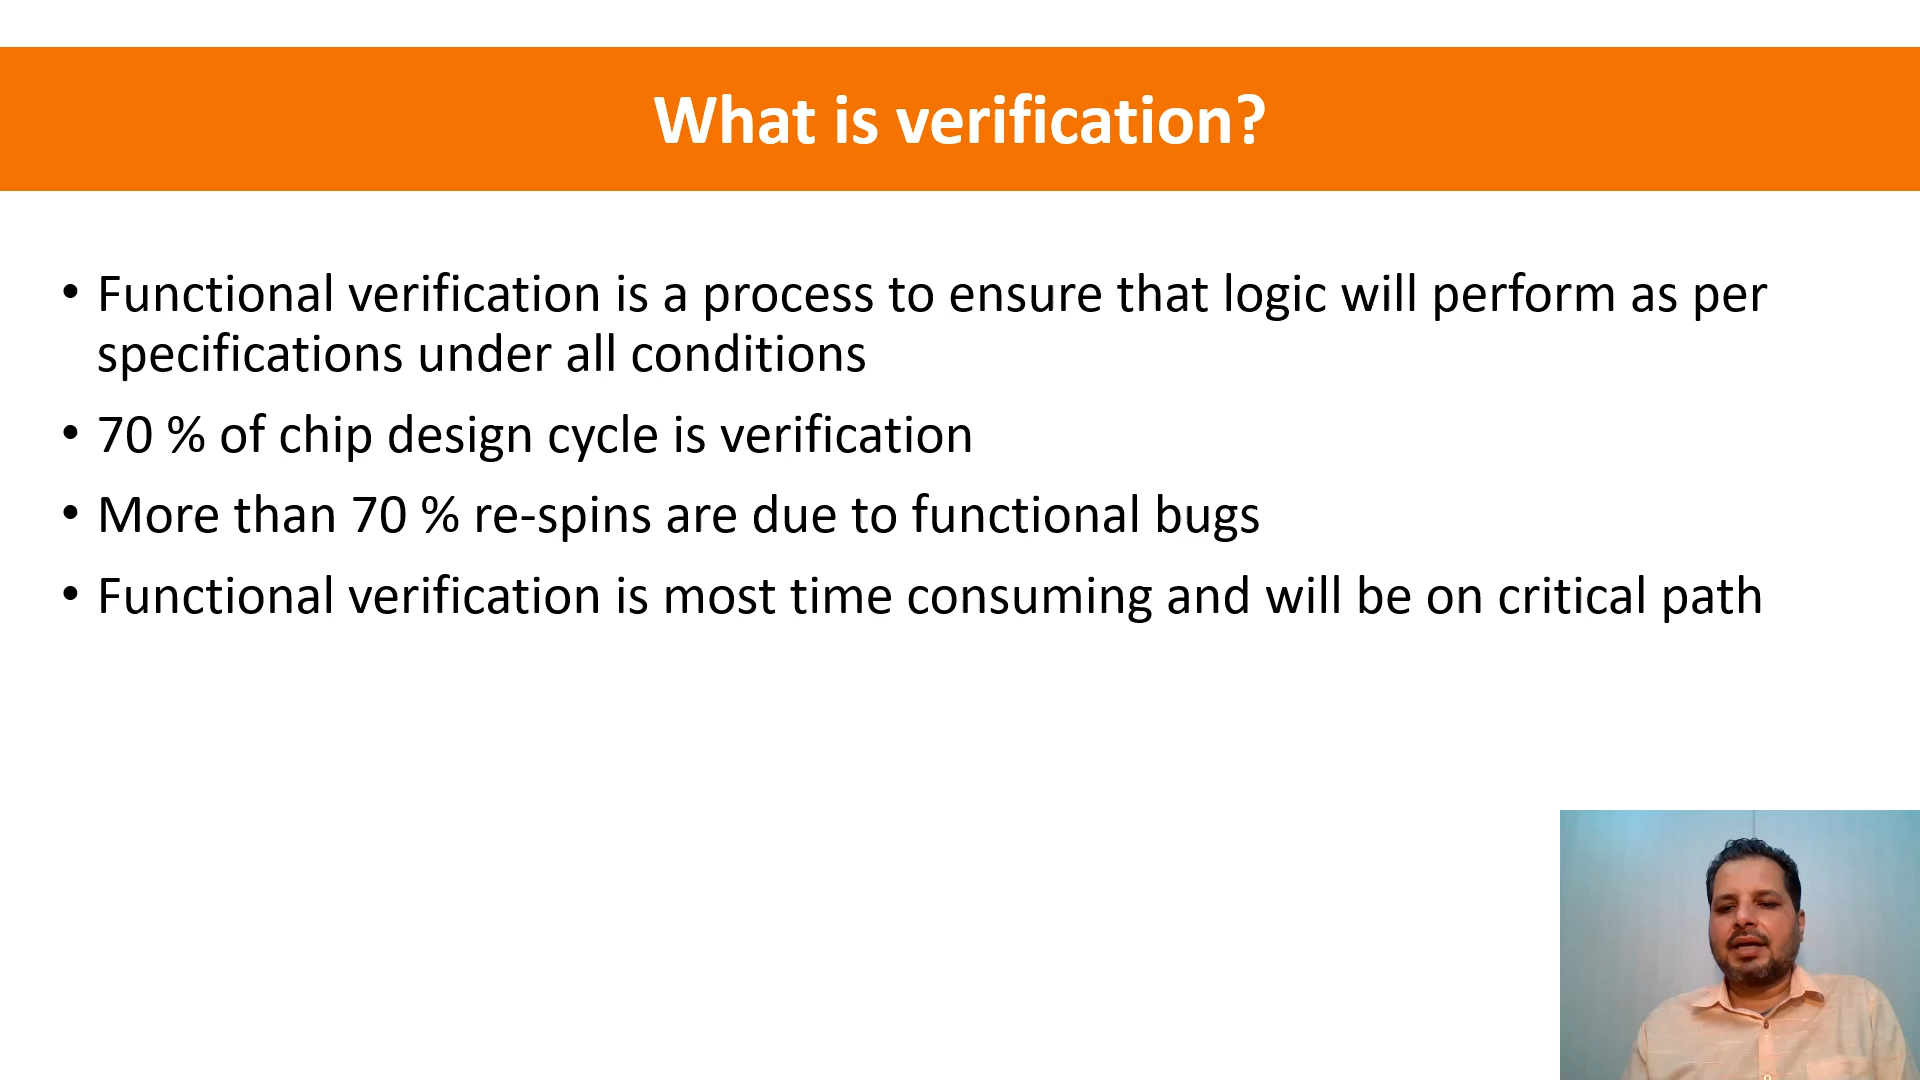 What is verification?
• Functional verification is a process to ensure that logic will perform as per
specifications under all conditions
• 70 % of chip design cycle is verification
• More than 70 % re-spins are due to functional bugs
• Functional verification is most time consuming and will be on critical path